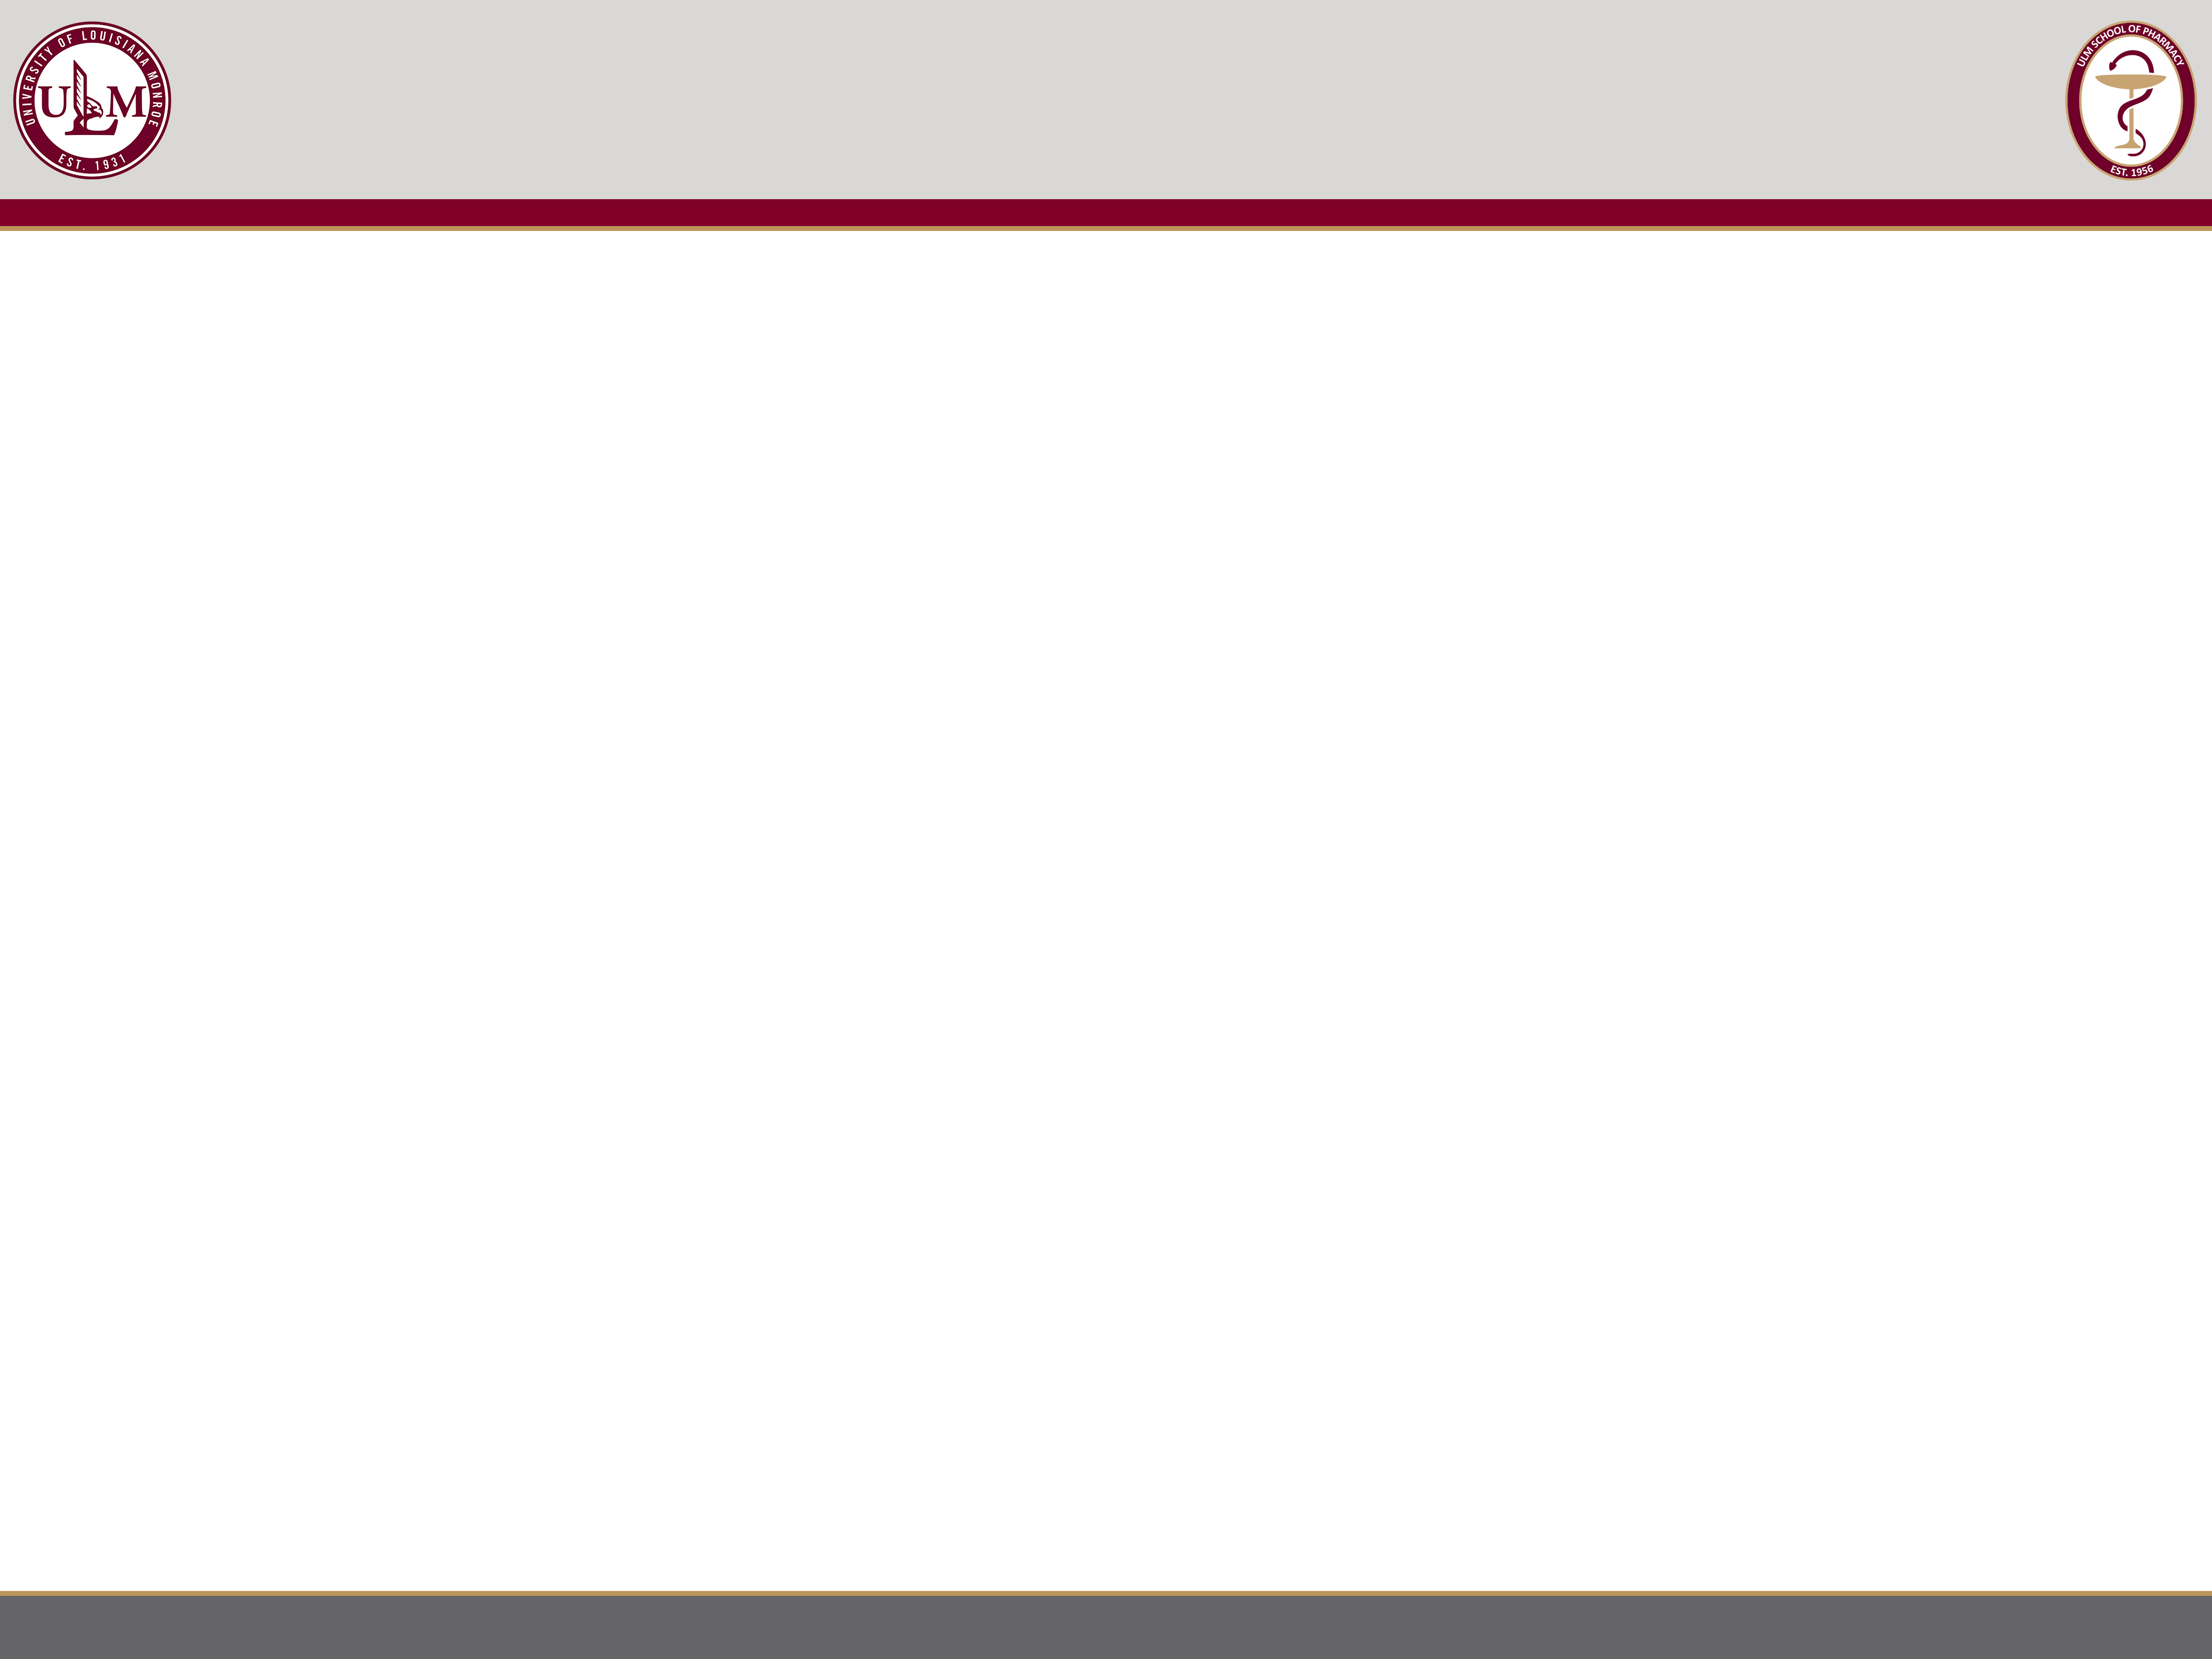 UNIVERSITY OF LOUISIANA MONROE
ULM
EST. 1931
ULM SCHOOL OF PHARMACY
EST. 1956